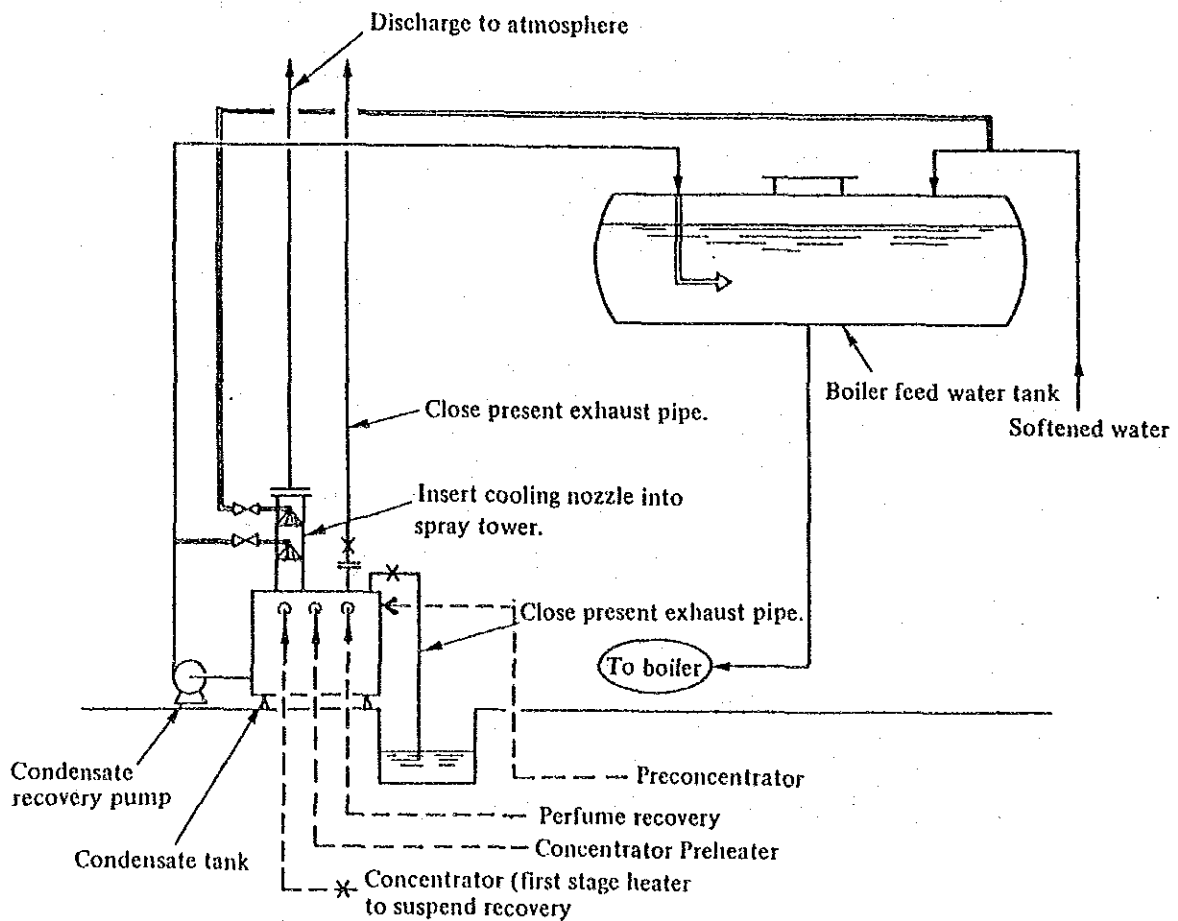 Discharge to atmosphere
Boiler feed water tank
Softened water
Close present exhaust pipe.
Insert cooling nozzle into
spray tower.
Close present exhaust pipe.
To boiler
Condensate
recovery pump
Preconcentrator
Perfume recovery
Condensate tank
Concentrator Preheater
Concentrator (first stage heater
to suspend recovery